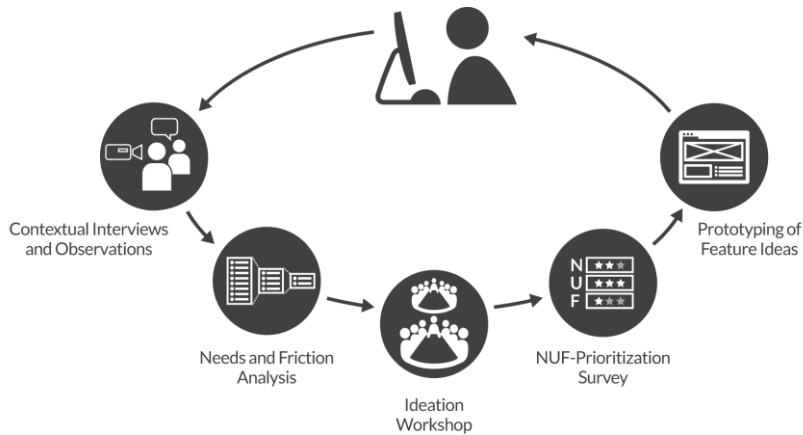 Contextual Interviews
and Observations
Needs and Friction
Analysis
Ideation
Workshop
N
U
F
NUF-Prioritization
Survey
Prototyping of
Feature Ideas